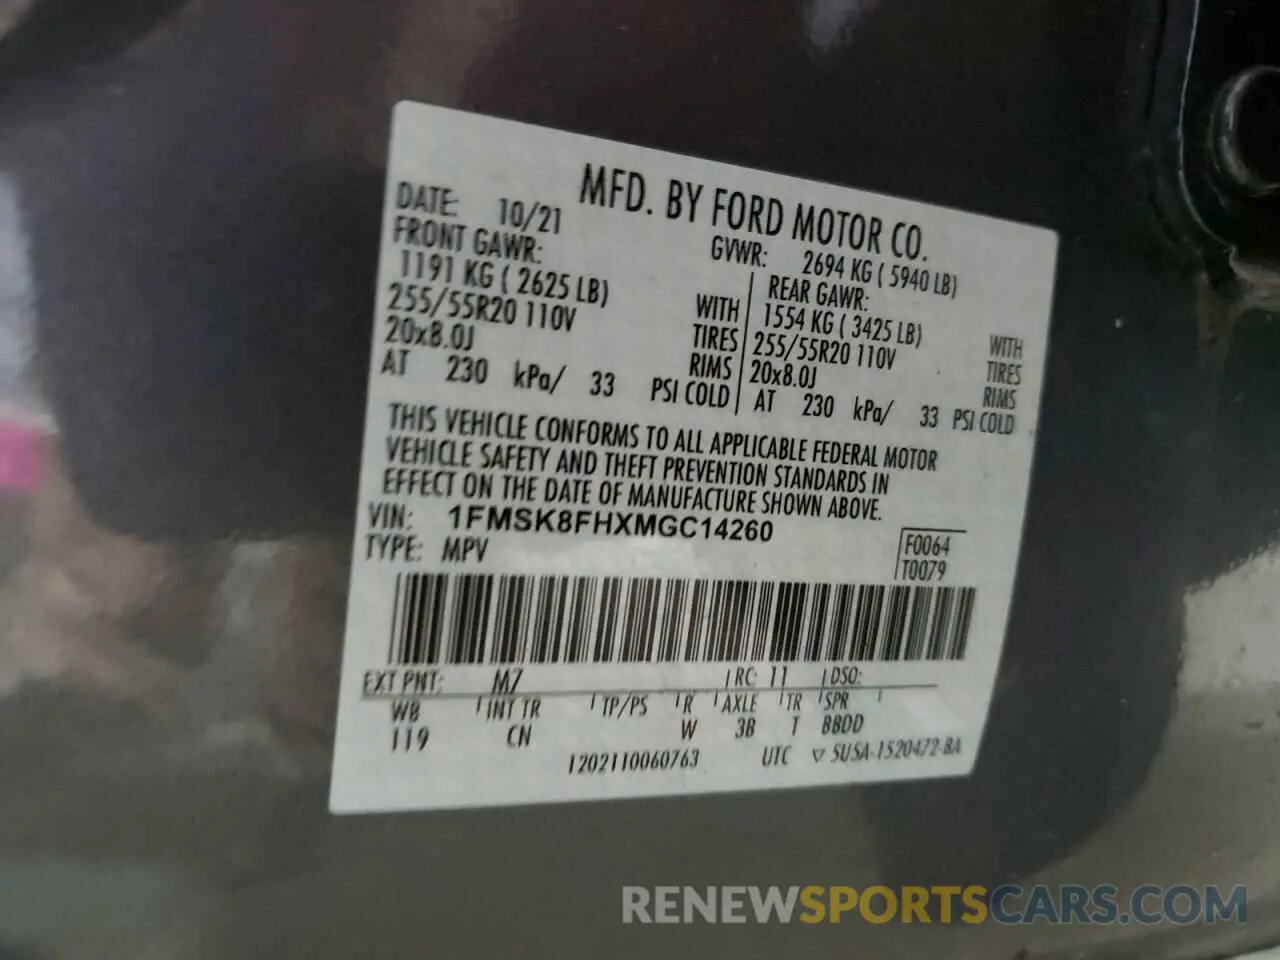 MFD. BY FORD MOTOR CO.
DATE: 10/21
GVWR: 2694 KG ( 5940 LB)
FRONT GAWR:
REAR GAWR:
1191 KG ( 2625 LB) WITH
1554 KG ( 3425 LB) WITH
255/55R20 110V TIRES
255/55R20 110V TIRES
20x8.0J RIMS
20x8.0J RIMS
AT 230 kPa/ 33 PSI COLD
AT 230 kPa/ 33 PSI COLD
THIS VEHICLE CONFORMS TO ALL APPLICABLE FEDERAL MOTOR
VEHICLE SAFETY AND THEFT PREVENTION STANDARDS IN
EFFECT ON THE DATE OF MANUFACTURE SHOWN ABOVE.
VIN: 1FMSK8FHXMGC14260
TYPE: MPV
F0064
T0079
EXT PNT: M7 RC: 11 DSO:
WB INT TR TP/PS R AXLE TR SPR
119 CN W 3B T BBDD
1202110060763 UTC ▽ 5USA-1520472-BA
RENEWSPORTSCARS.COM